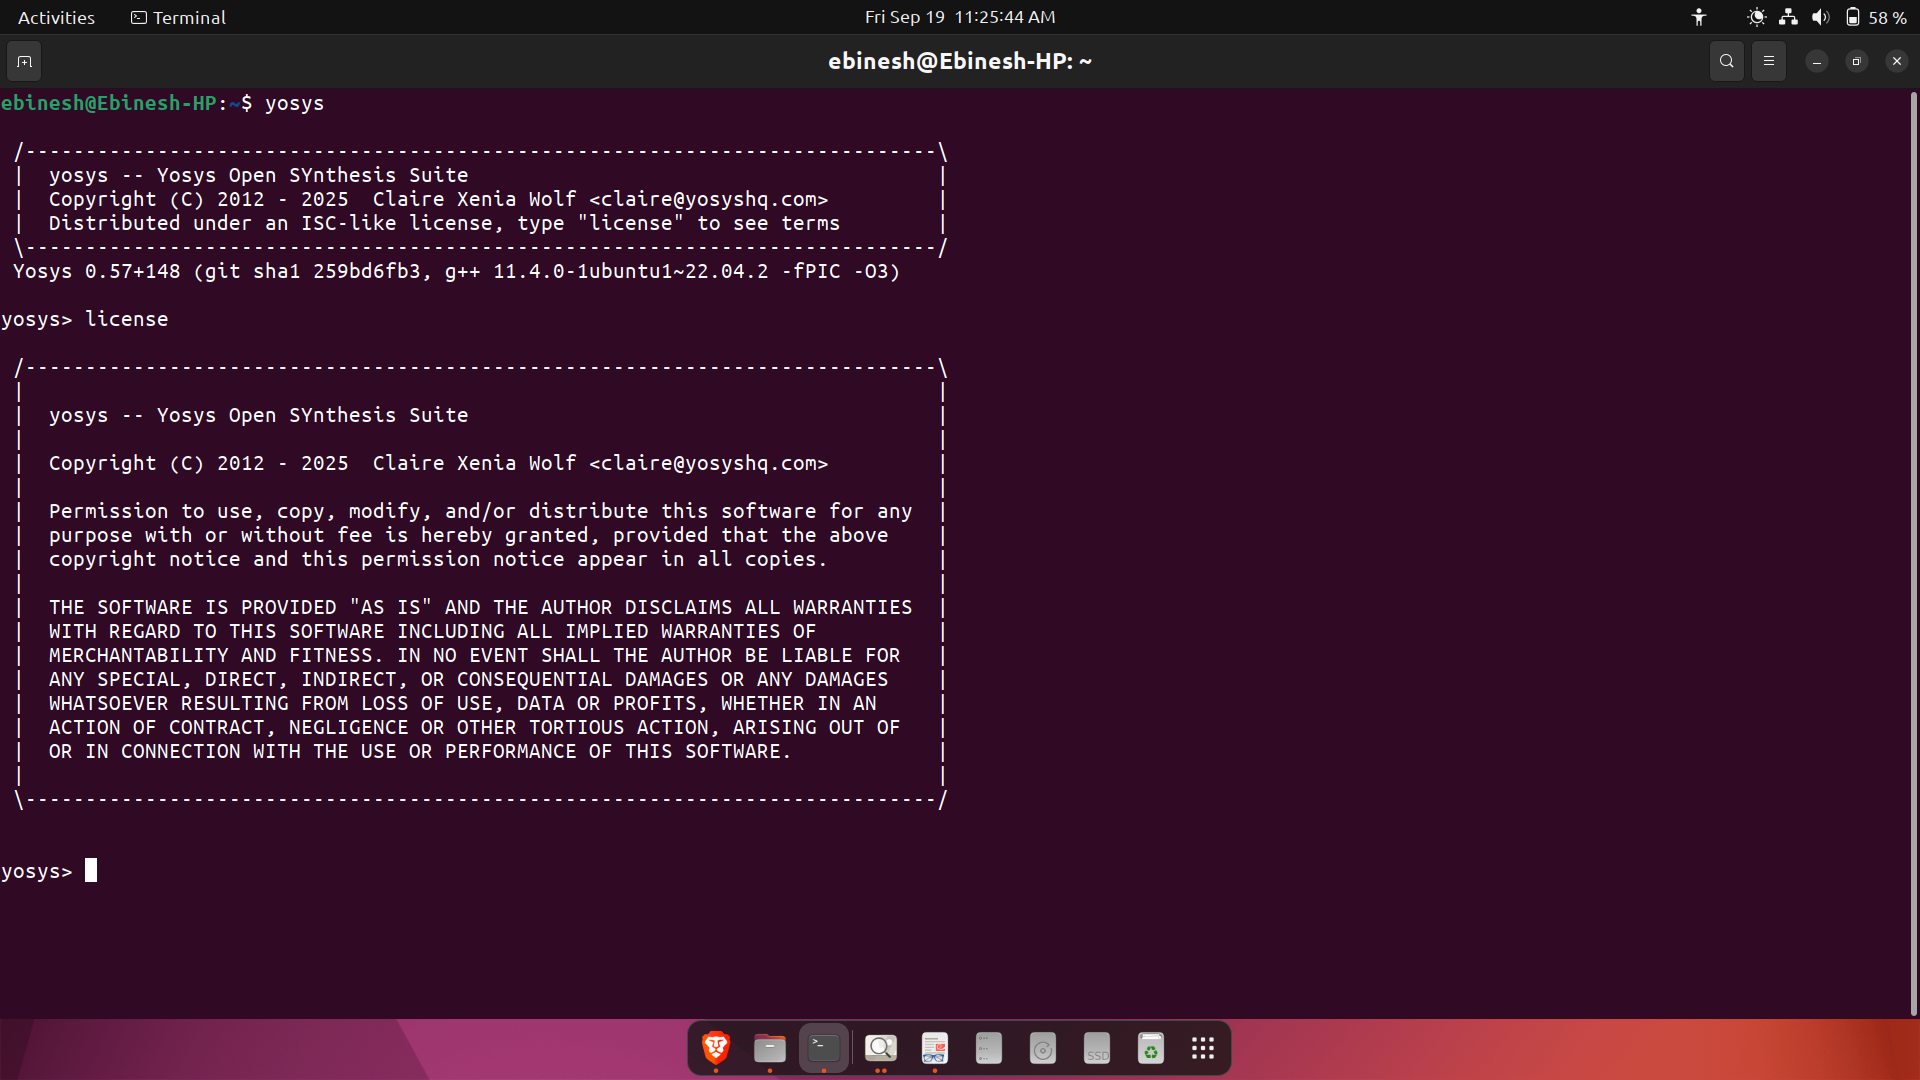 Activities Terminal Fri Sep 19 11:25:44 AM 58 %
ebinesh@Ebinesh-HP: ~
ebinesh@Ebinesh-HP:~$ yosys
/----------------------------------------------------------------------------\
| yosys -- Yosys Open SYnthesis Suite |
| Copyright (C) 2012 - 2025  Claire Xenia Wolf <claire@yosyshq.com> |
| Distributed under an ISC-like license, type "license" to see terms |
\----------------------------------------------------------------------------/
Yosys 0.57+148 (git sha1 259bd6fb3, g++ 11.4.0-1ubuntu1~22.04.2 -fPIC -O3)
yosys> license
/----------------------------------------------------------------------------\
| |
| yosys -- Yosys Open SYnthesis Suite |
| |
| Copyright (C) 2012 - 2025  Claire Xenia Wolf <claire@yosyshq.com> |
| |
| Permission to use, copy, modify, and/or distribute this software for any |
| purpose with or without fee is hereby granted, provided that the above |
| copyright notice and this permission notice appear in all copies. |
| |
| THE SOFTWARE IS PROVIDED "AS IS" AND THE AUTHOR DISCLAIMS ALL WARRANTIES |
| WITH REGARD TO THIS SOFTWARE INCLUDING ALL IMPLIED WARRANTIES OF |
| MERCHANTABILITY AND FITNESS. IN NO EVENT SHALL THE AUTHOR BE LIABLE FOR |
| ANY SPECIAL, DIRECT, INDIRECT, OR CONSEQUENTIAL DAMAGES OR ANY DAMAGES |
| WHATSOEVER RESULTING FROM LOSS OF USE, DATA OR PROFITS, WHETHER IN AN |
| ACTION OF CONTRACT, NEGLIGENCE OR OTHER TORTIOUS ACTION, ARISING OUT OF |
| OR IN CONNECTION WITH THE USE OR PERFORMANCE OF THIS SOFTWARE. |
| |
\----------------------------------------------------------------------------/
yosys>
SSD